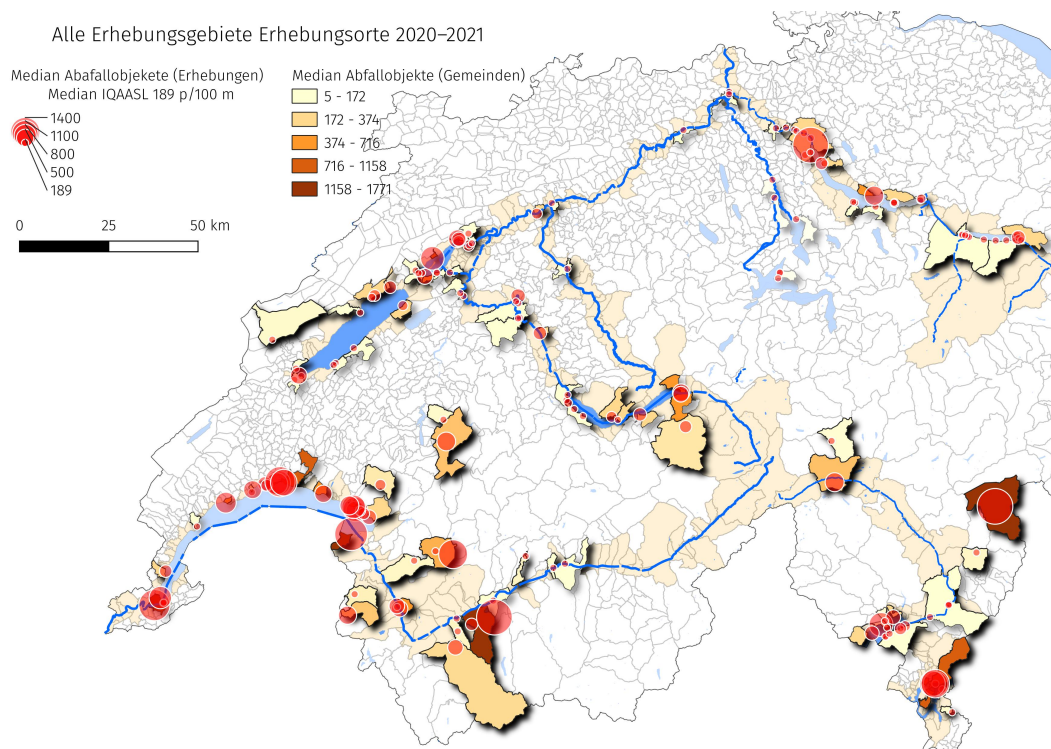 Alle Erhebungsgebiete Erhebungsorte 2020–2021
Median Abafallobjekete (Erhebungen)
Median IQAASL 189 p/100 m
1400
1100
800
500
189
Median Abfallobjekte (Gemeinden)
5 - 172
172 - 374
374 - 716
716 - 1158
1158 - 1771
0 25 50 km